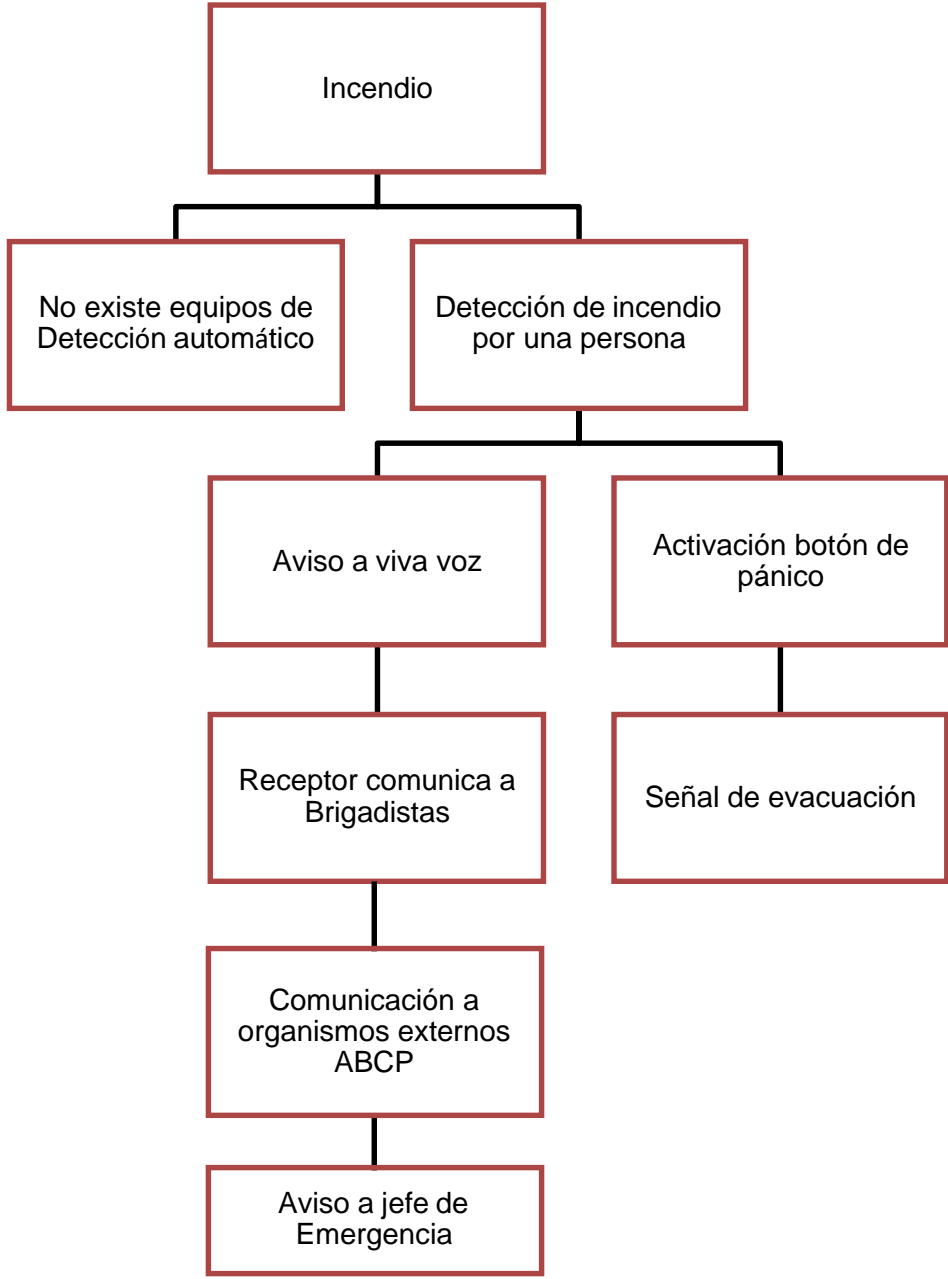 Incendio
No existe equipos de
Detección automático
Detección de incendio
por una persona
Aviso a viva voz
Activación botón de
pánico
Receptor comunica a
Brigadistas
Señal de evacuación
Comunicación a
organismos externos
ABCP
Aviso a jefe de
Emergencia